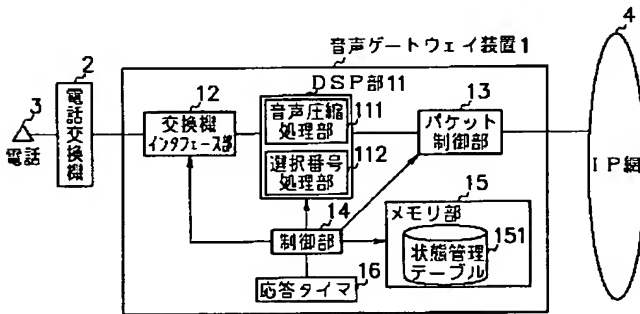 音声ゲートウェイ装置1
4
2
電話交換機
3
電話
12
交換機
インタフェース部
DSP部11
音声圧縮
処理部
111
選択番号
処理部
112
13
パケット
制御部
IP網
14
制御部
15
メモリ部
状態管理
テーブル
151
16
応答タイマ